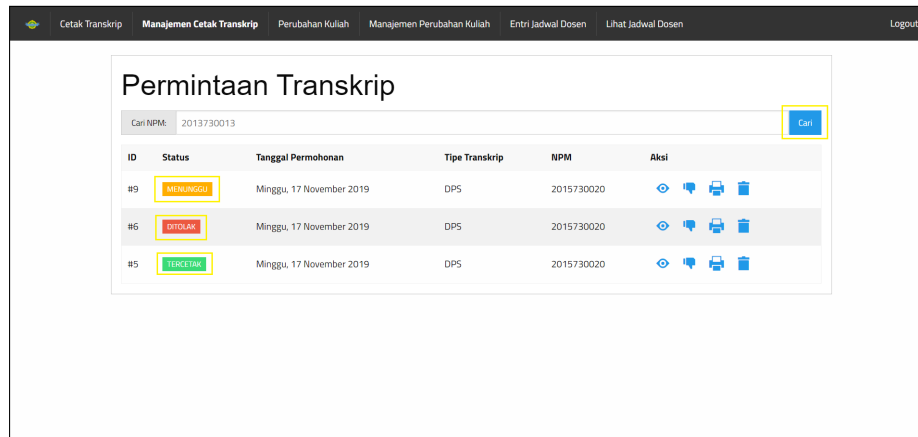 Cetak Transkrip Manajemen Cetak Transkrip Perubahan Kuliah Manajemen Perubahan Kuliah Entri Jadwal Dosen Lihat Jadwal Dosen Logout
Permintaan Transkrip
Cari NPM: 2013730013 Cari
ID Status Tanggal Permohonan Tipe Transkrip NPM Aksi
#9 MENUNGGU Minggu, 17 November 2019 DPS 2015730020
#6 DITOLAK Minggu, 17 November 2019 DPS 2015730020
#5 TERCETAK Minggu, 17 November 2019 DPS 2015730020